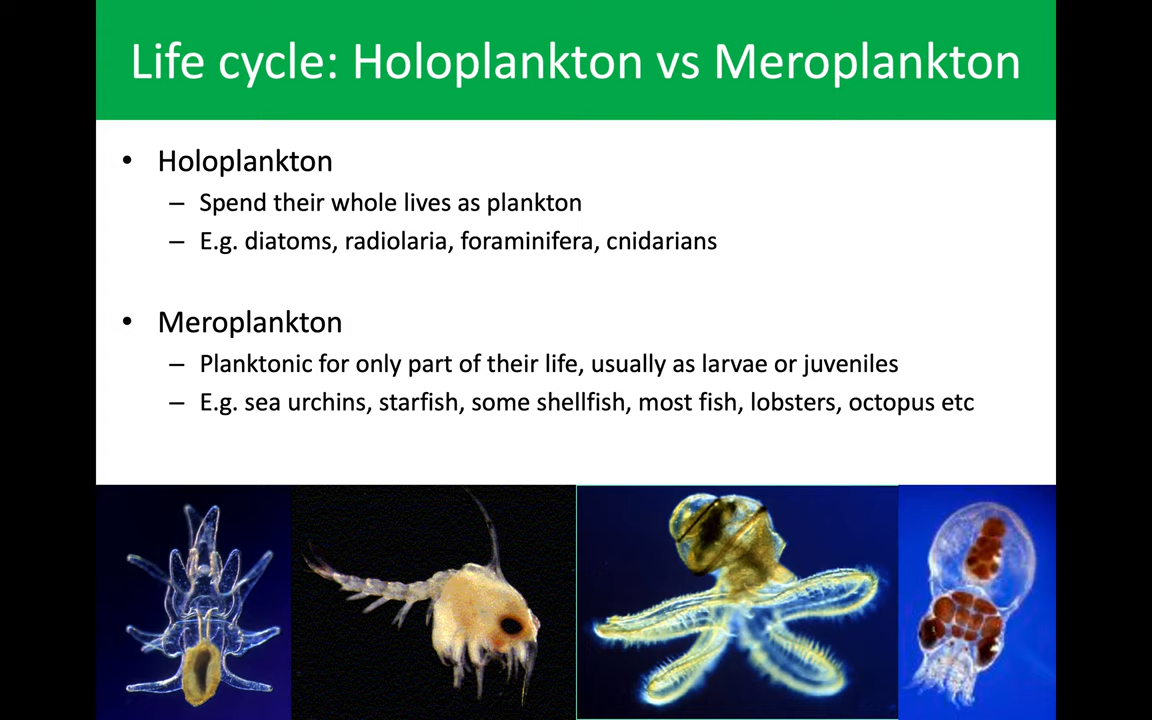 Life cycle: Holoplankton vs Meroplankton
• Holoplankton
– Spend their whole lives as plankton
– E.g. diatoms, radiolaria, foraminifera, cnidarians
• Meroplankton
– Planktonic for only part of their life, usually as larvae or juveniles
– E.g. sea urchins, starfish, some shellfish, most fish, lobsters, octopus etc